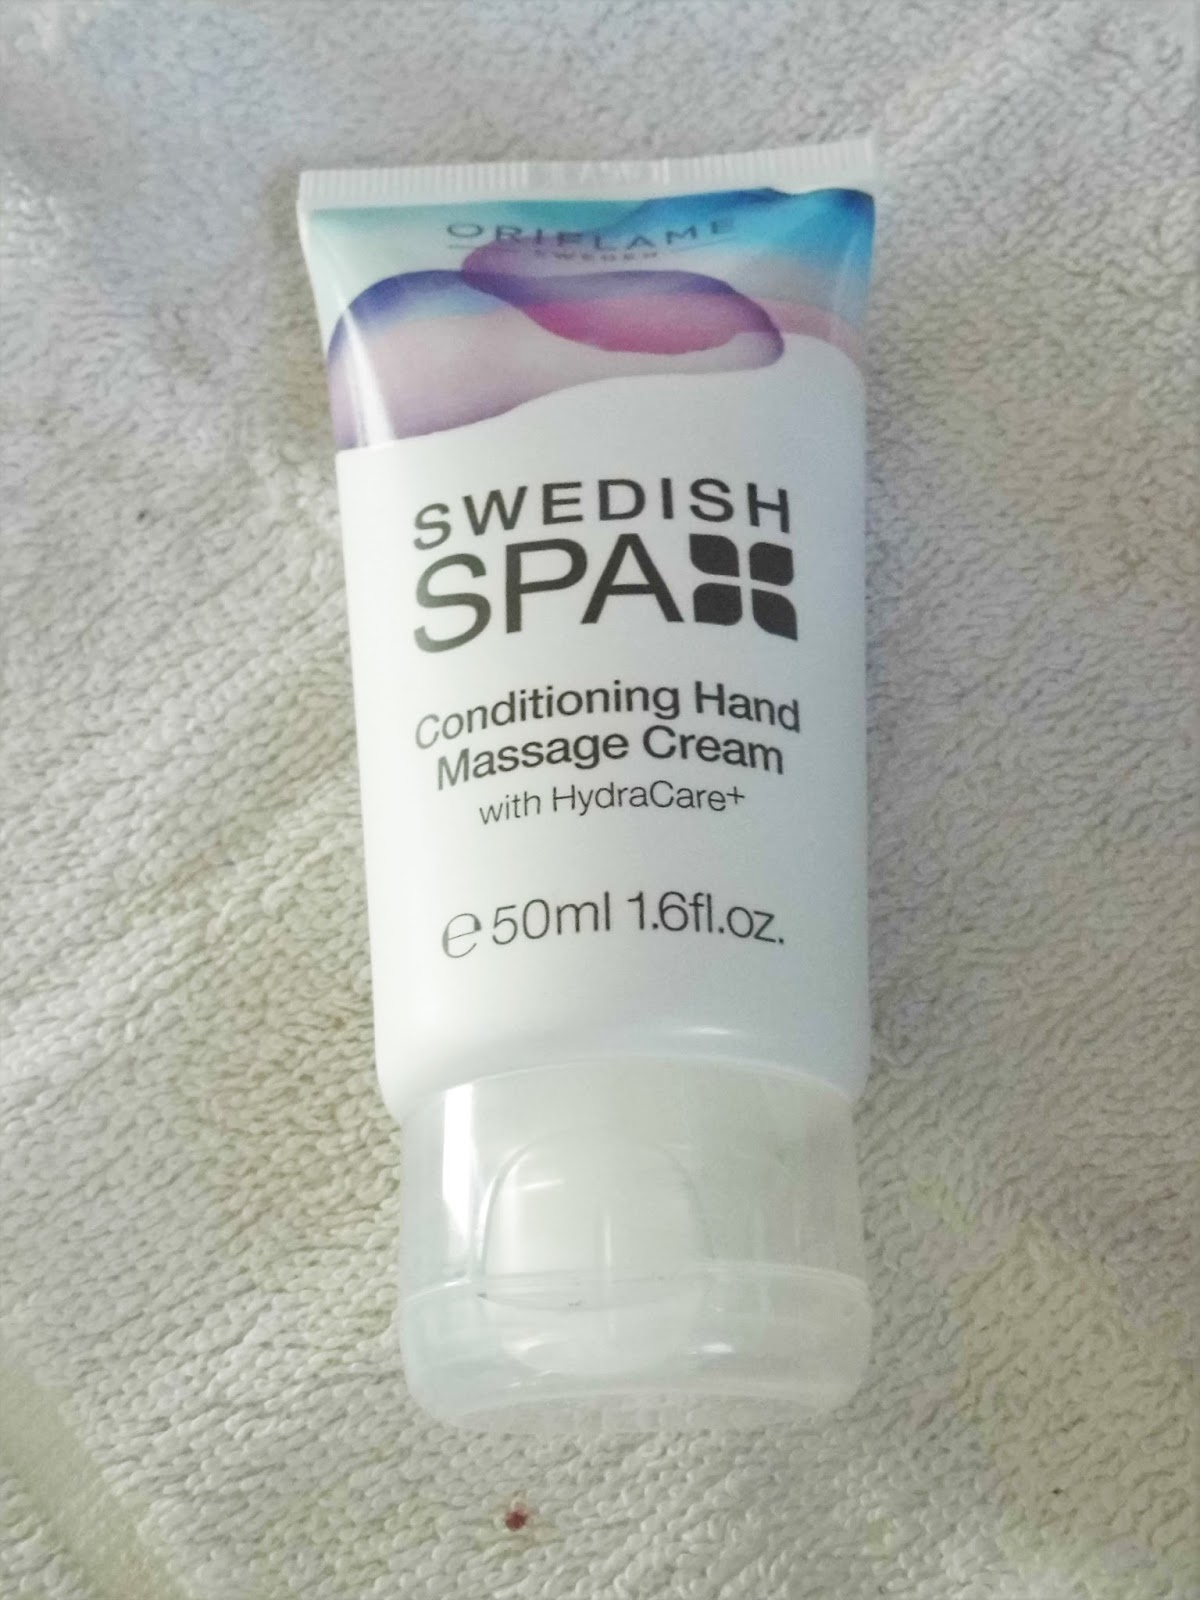 ORIFLAME
SWEDEN
SWEDISH
SPA
Conditioning Hand
Massage Cream
with HydraCare+
℮50ml 1.6fl.oz.